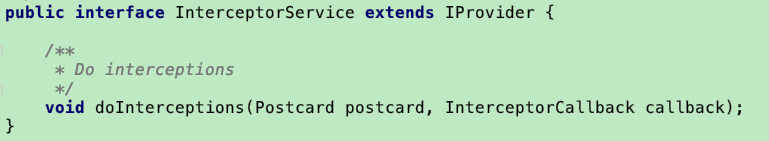 public interface InterceptorService extends IProvider {
/**
* Do interceptions
*/
void doInterceptions(Postcard postcard, InterceptorCallback callback);
}